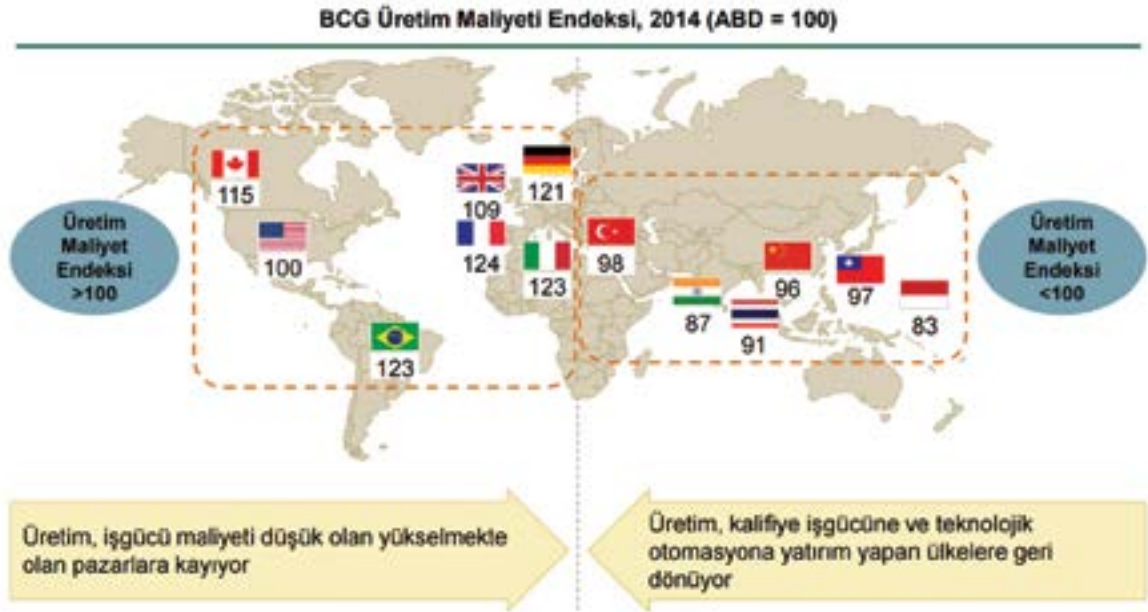 BCG Üretim Maliyeti Endeksi, 2014 (ABD = 100)
Üretim
Maliyet
Endeksi
>100
115
100
109
121
124
123
123
98
87
91
96
97
83
Üretim
Maliyet
Endeksi
<100
Üretim, işgücü maliyeti düşük olan yükselmekte
olan pazarlara kayıyor
Üretim, kalifiye işgücüne ve teknolojik
otomasyona yatırım yapan ülkelere geri
dönüyor